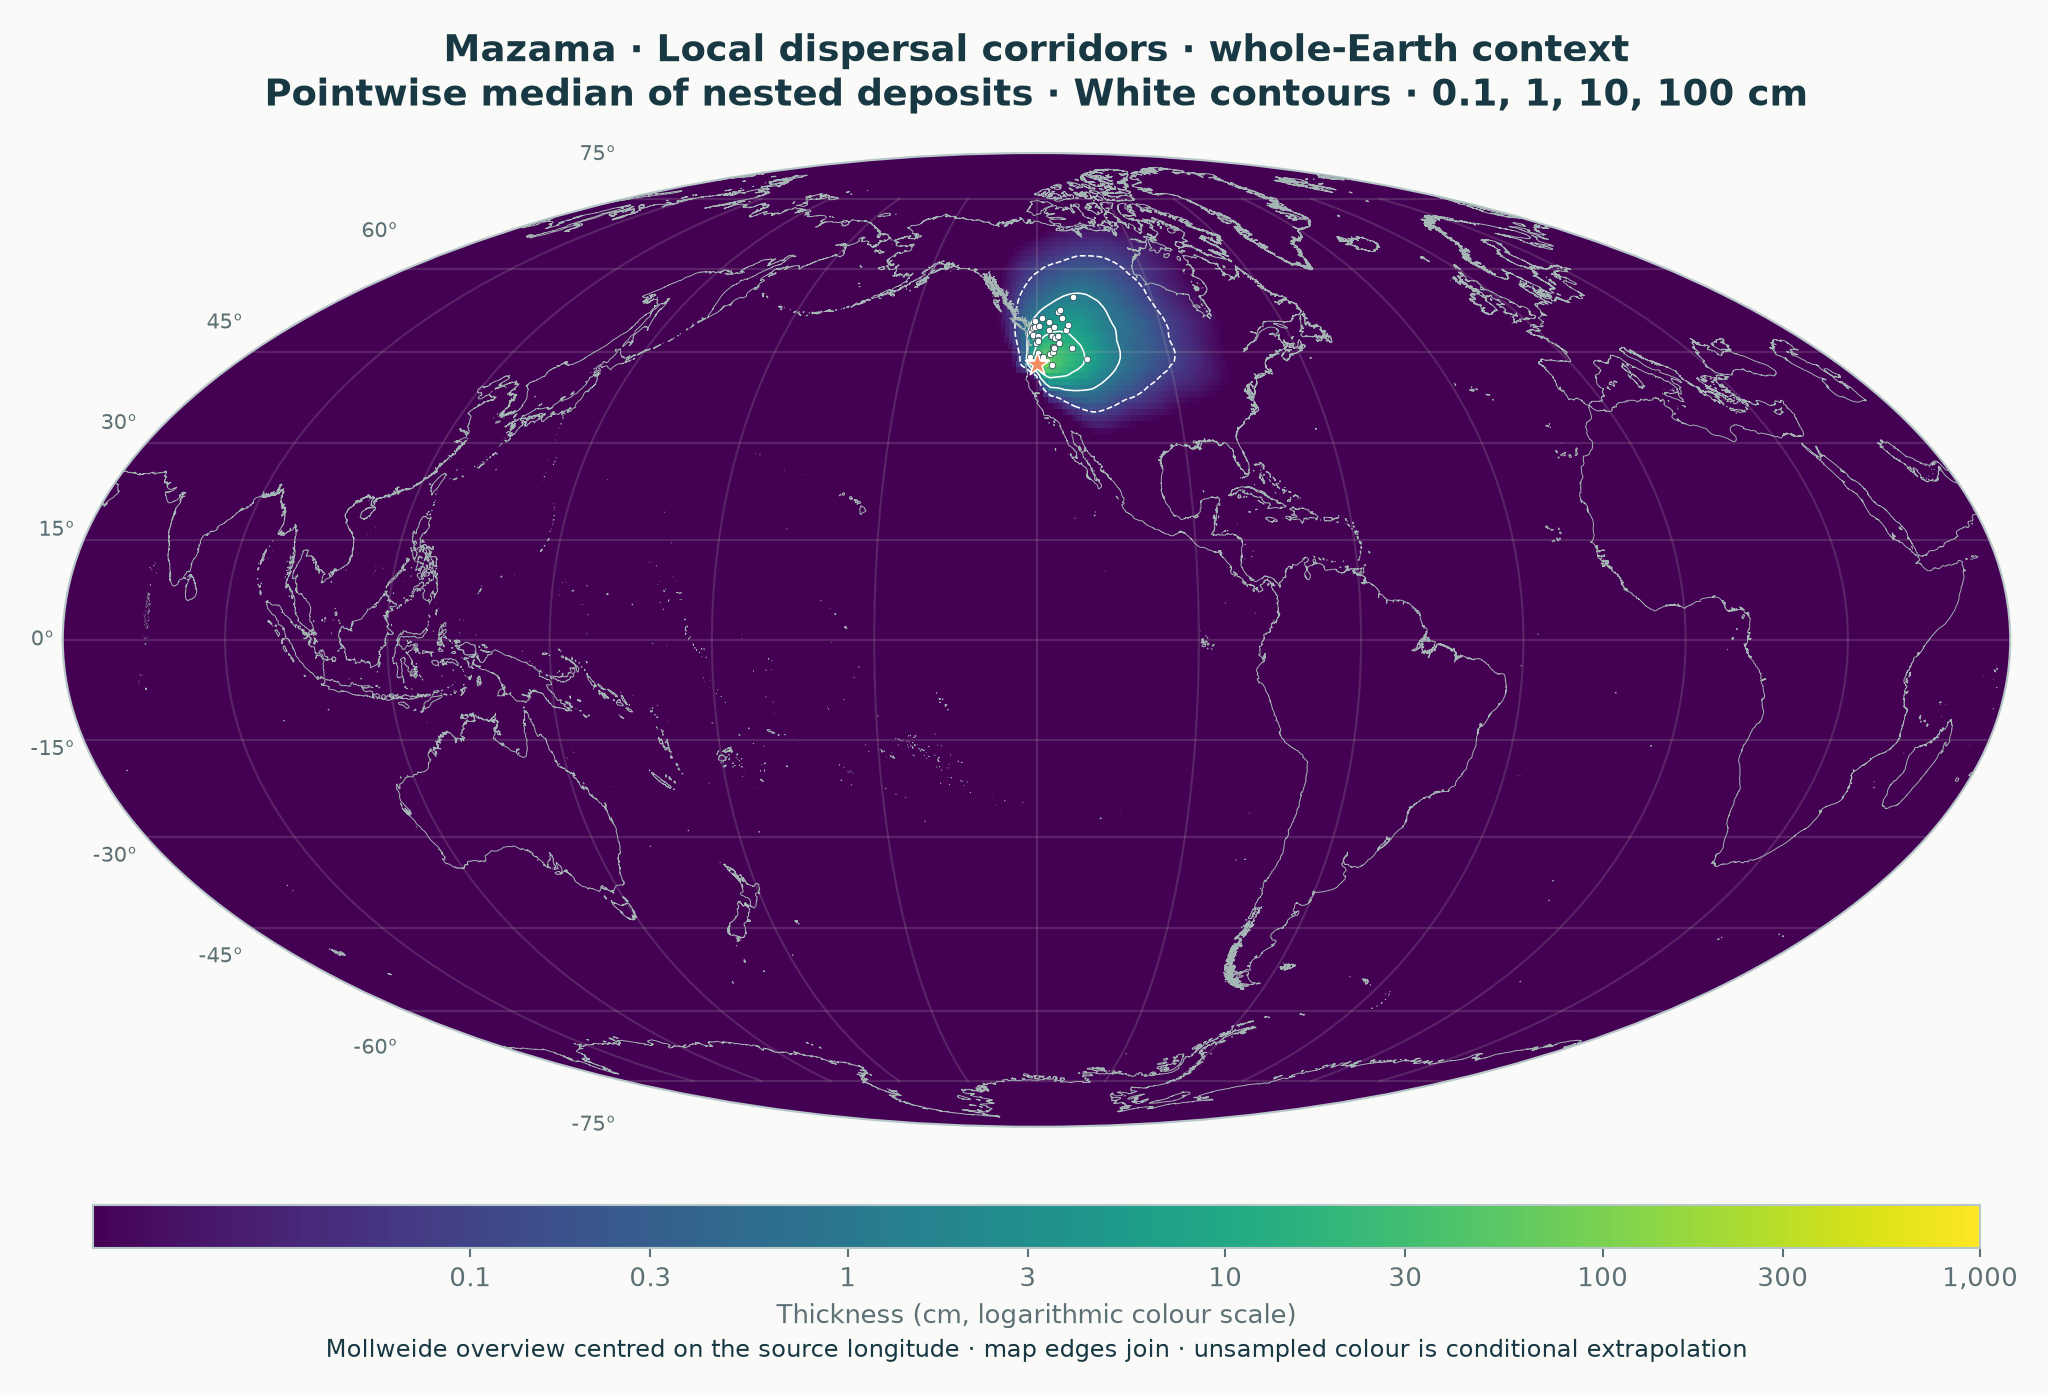 Mazama · Local dispersal corridors · whole-Earth context
Pointwise median of nested deposits · White contours · 0.1, 1, 10, 100 cm
75°
60°
45°
30°
15°
0°
-15°
-30°
-45°
-60°
-75°
0.1 0.3 1 3 10 30 100 300 1,000
Thickness (cm, logarithmic colour scale)
Mollweide overview centred on the source longitude · map edges join · unsampled colour is conditional extrapolation